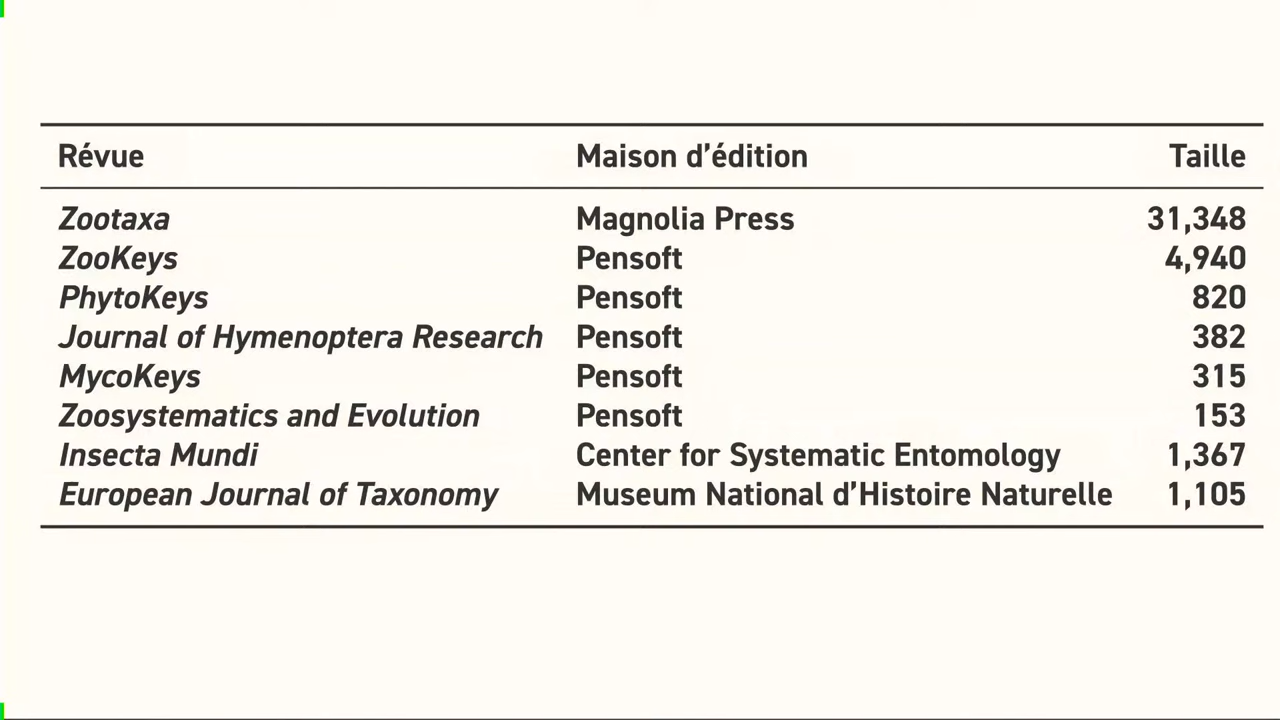 Révue Maison d’édition Taille
Zootaxa Magnolia Press 31,348
ZooKeys Pensoft 4,940
PhytoKeys Pensoft 820
Journal of Hymenoptera Research Pensoft 382
MycoKeys Pensoft 315
Zoosystematics and Evolution Pensoft 153
Insecta Mundi Center for Systematic Entomology 1,367
European Journal of Taxonomy Museum National d’Histoire Naturelle 1,105